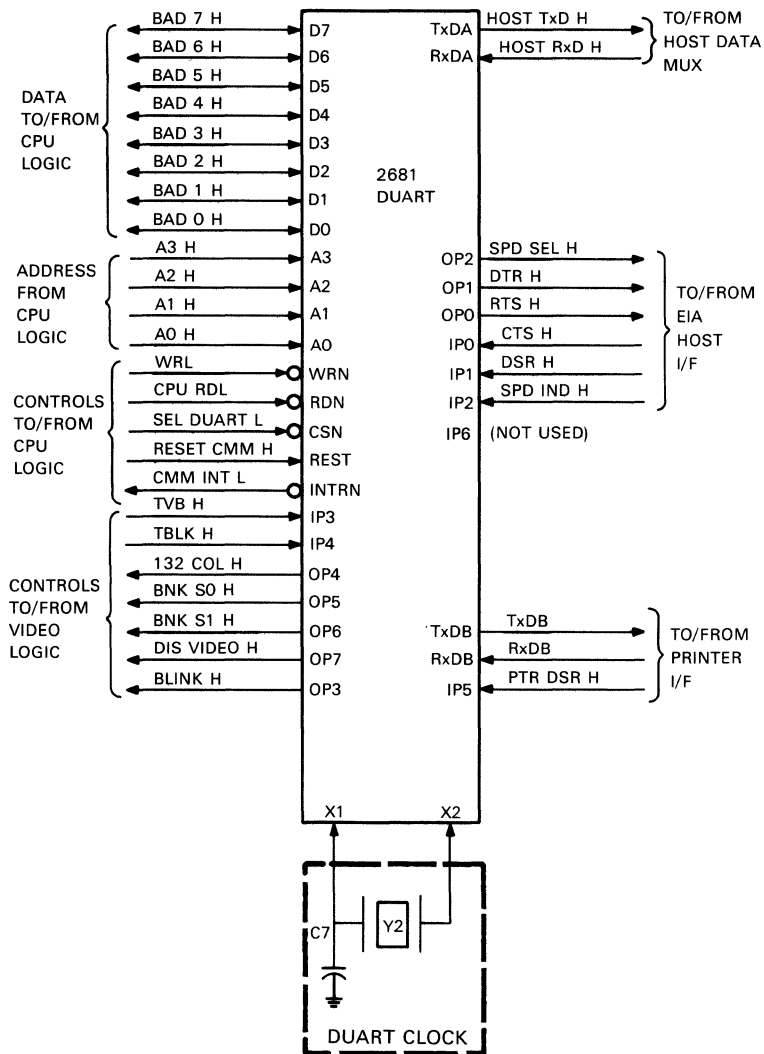 BAD 7 H D7 TxDA HOST TxD H TO/FROM
BAD 6 H D6 RxDA HOST RxD H HOST DATA
MUX
BAD 5 H D5
DATA
TO/FROM
CPU
LOGIC
BAD 4 H D4
BAD 3 H D3
BAD 2 H D2
BAD 1 H D1
BAD 0 H D0
2681
DUART
ADDRESS
FROM
CPU
LOGIC
A3 H A3
A2 H A2
A1 H A1
A0 H A0
OP2 SPD SEL H
OP1 DTR H
OP0 RTS H
IP0 CTS H
IP1 DSR H
IP2 SPD IND H
IP6 (NOT USED)
TO/FROM
EIA
HOST
I/F
CONTROLS
TO/FROM
CPU
LOGIC
WRL WRN
CPU RDL RDN
SEL DUART L CSN
RESET CMM H REST
CMM INT L INTRN
CONTROLS
TO/FROM
VIDEO
LOGIC
TVB H IP3
TBLK H IP4
132 COL H OP4
BNK S0 H OP5
BNK S1 H OP6
DIS VIDEO H OP7
BLINK H OP3
TxDB TxDB
RxDB RxDB
IP5 PTR DSR H
TO/FROM
PRINTER
I/F
X1 X2
C7 Y2
DUART CLOCK